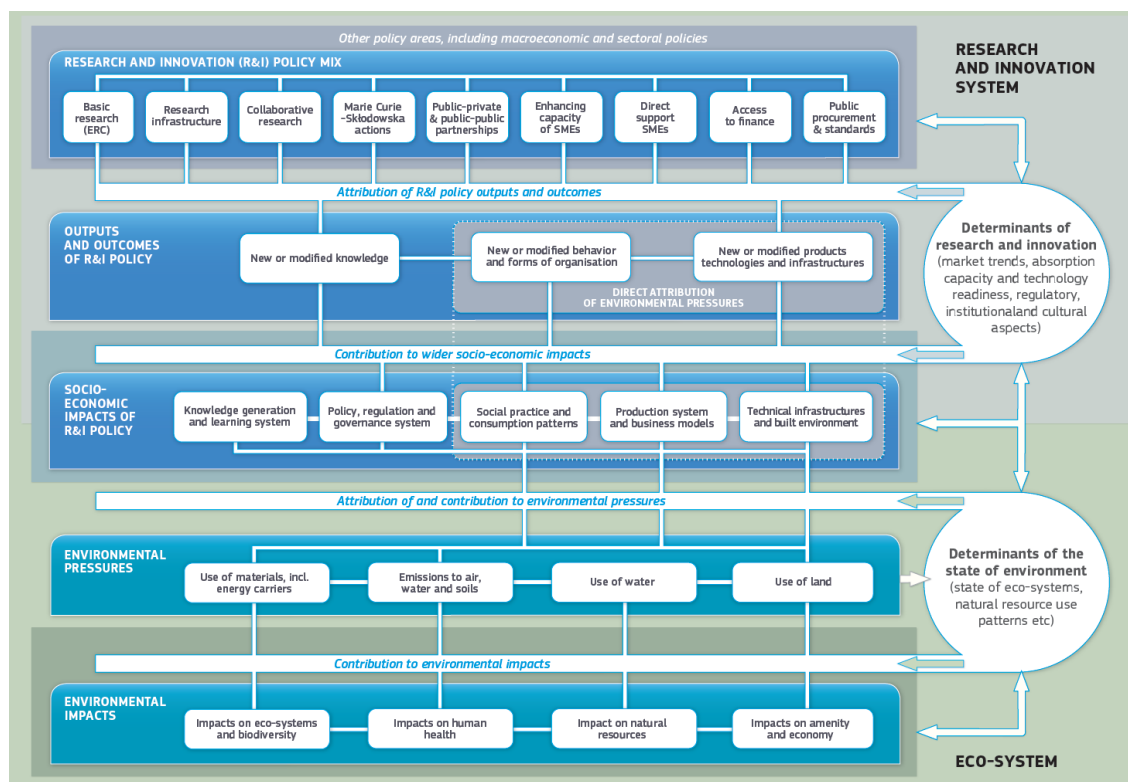 Other policy areas, including macroeconomic and sectoral policies
RESEARCH
AND INNOVATION
SYSTEM
RESEARCH AND INNOVATION (R&I) POLICY MIX
Basic
research
(ERC)
Research
infrastructure
Collaborative
research
Marie Curie
-Skłodowska
actions
Public-private
& public-public
partnerships
Enhancing
capacity
of SMEs
Direct
support
SMEs
Access
to finance
Public
procurement
& standards
Attribution of R&I policy outputs and outcomes
OUTPUTS
AND OUTCOMES
OF R&I POLICY
New or modified knowledge
New or modified behavior
and forms of organisation
New or modified products
technologies and infrastructures
DIRECT ATTRIBUTION
OF ENVIRONMENTAL PRESSURES
Determinants of
research and innovation
(market trends, absorption
capacity and technology
readiness, regulatory,
institutionaland cultural
aspects)
Contribution to wider socio-economic impacts
SOCIO-
ECONOMIC
IMPACTS OF
R&I POLICY
Knowledge generation
and learning system
Policy, regulation and
governance system
Social practice and
consumption patterns
Production system
and business models
Technical infrastructures
and built environment
Attribution of and contribution to environmental pressures
ENVIRONMENTAL
PRESSURES
Use of materials, incl.
energy carriers
Emissions to air,
water and soils
Use of water
Use of land
Determinants of the
state of environment
(state of eco-systems,
natural resource use
patterns etc)
Contribution to environmental impacts
ENVIRONMENTAL
IMPACTS
Impacts on eco-systems
and biodiversity
Impacts on human
health
Impact on natural
resources
Impacts on amenity
and economy
ECO-SYSTEM